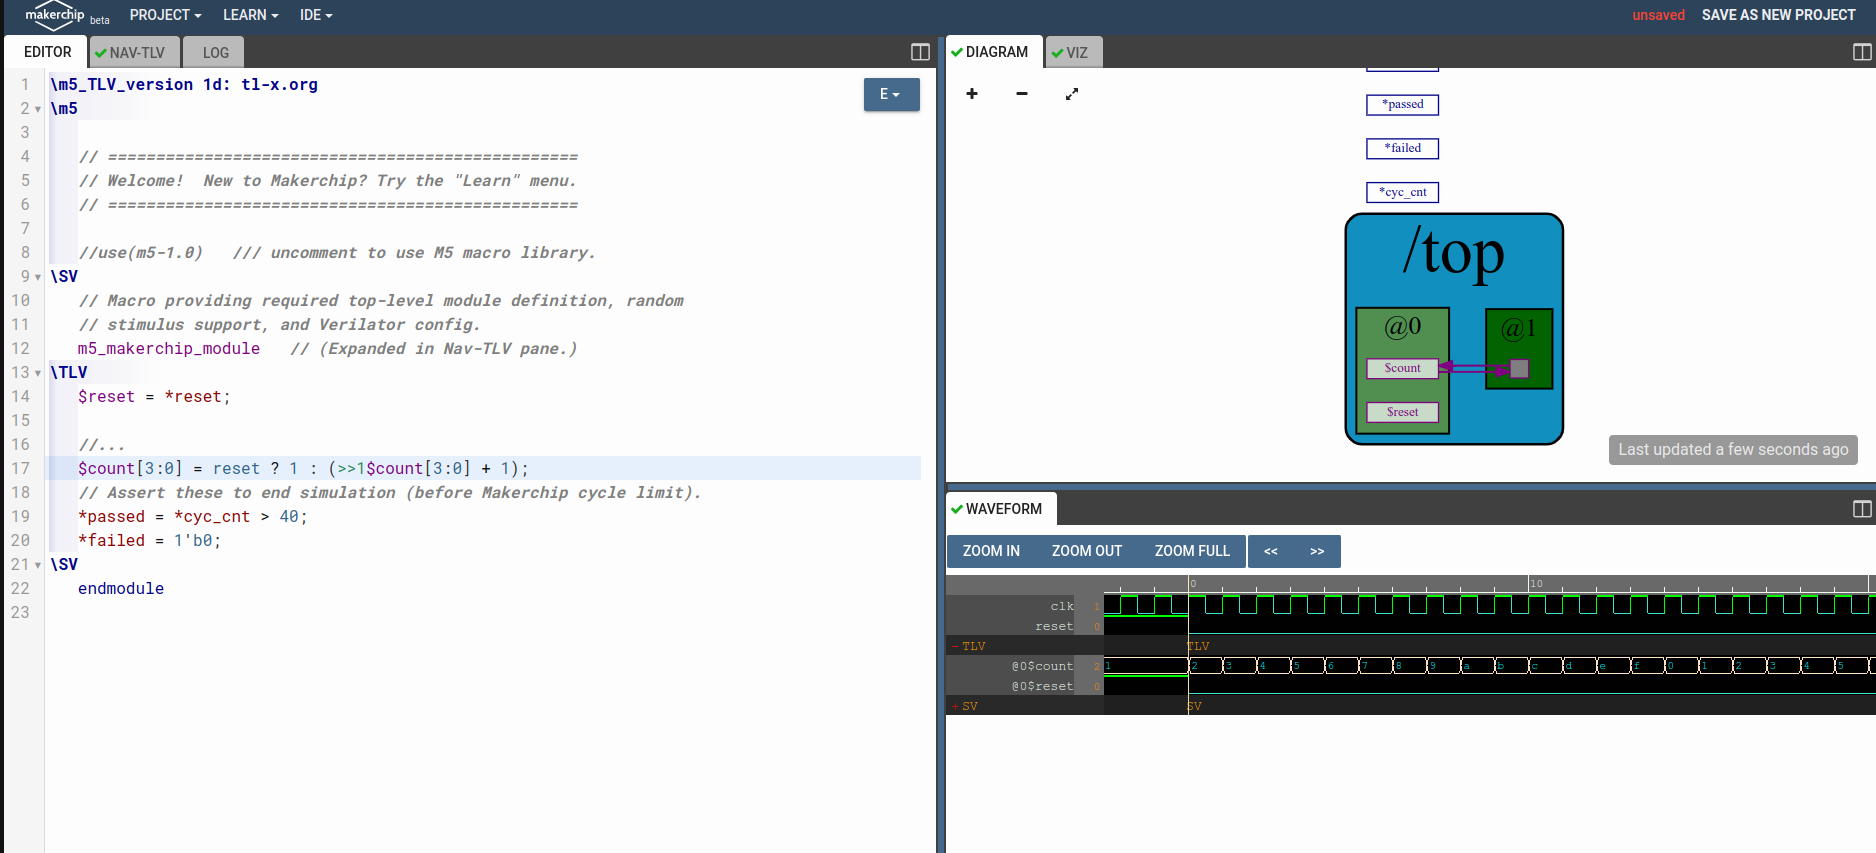 makerchip beta PROJECT LEARN IDE unsaved SAVE AS NEW PROJECT
EDITOR NAV-TLV LOG
1 \m5_TLV_version 1d: tl-x.org
2 \m5
3
4 // =================================================
5 // Welcome!  New to Makerchip? Try the "Learn" menu.
6 // =================================================
7
8 //use(m5-1.0)   /// uncomment to use M5 macro library.
9 \SV
10 // Macro providing required top-level module definition, random
11 // stimulus support, and Verilator config.
12 m5_makerchip_module   // (Expanded in Nav-TLV pane.)
13 \TLV
14 $reset = *reset;
15
16 //...
17 $count[3:0] = reset ? 1 : (>>1$count[3:0] + 1);
18 // Assert these to end simulation (before Makerchip cycle limit).
19 *passed = *cyc_cnt > 40;
20 *failed = 1'b0;
21 \SV
22 endmodule
23
E
DIAGRAM VIZ
+ − 
*passed
*failed
*cyc_cnt
/top
@0 @1
$count
$reset
Last updated a few seconds ago
WAVEFORM
ZOOM IN ZOOM OUT ZOOM FULL << >>
0 10
clk 1
reset 0
- TLV TLV
@0$count 2 1 2 3 4 5 6 7 8 9 a b c d e f 0 1 2 3 4 5
@0$reset 0
+ SV SV